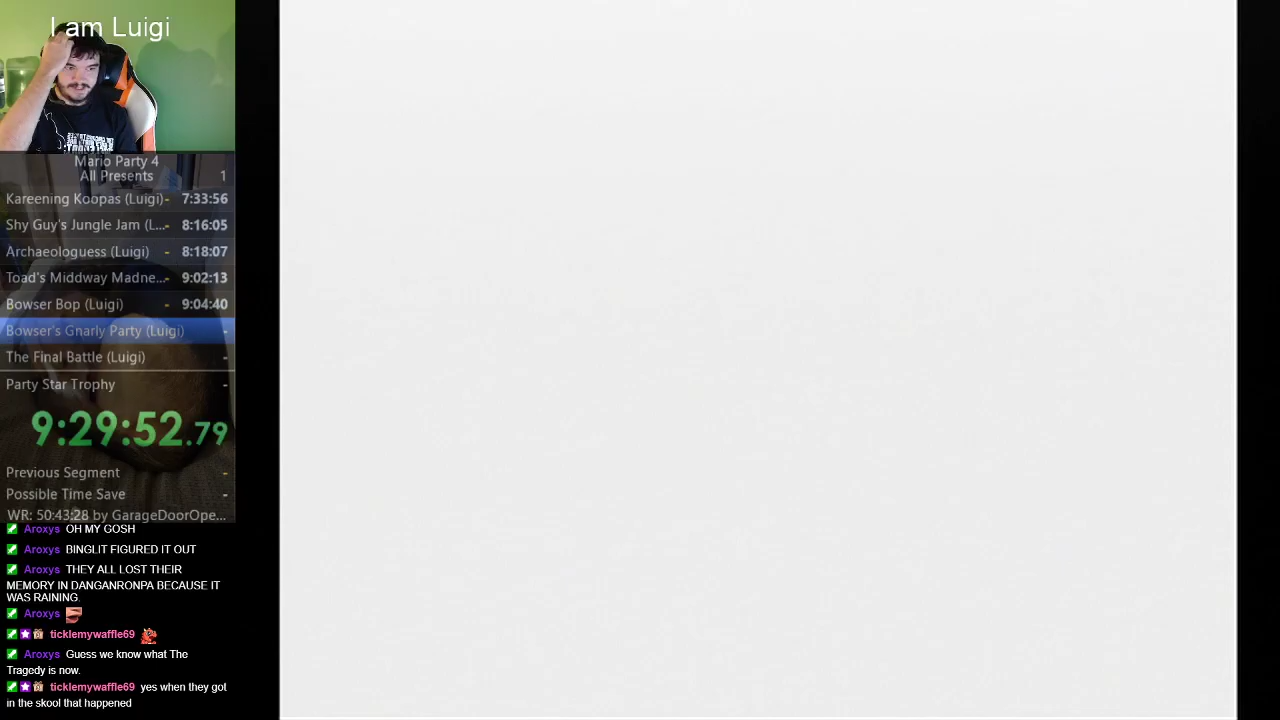 I am Luigi
Mario Party 4
All Presents 1
Kareening Koopas (Luigi) - 7:33:56
Shy Guy's Jungle Jam (L... - 8:16:05
Archaeologuess (Luigi) - 8:18:07
Toad's Middway Madne... - 9:02:13
Bowser Bop (Luigi) - 9:04:40
Bowser's Gnarly Party (Luigi) -
The Final Battle (Luigi) -
Party Star Trophy -
9:29:52.79
Previous Segment -
Possible Time Save -
WR: 50:43:28 by GarageDoorOpe...
Aroxys OH MY GOSH
Aroxys BINGLIT FIGURED IT OUT
Aroxys THEY ALL LOST THEIR
MEMORY IN DANGANRONPA BECAUSE IT
WAS RAINING.
Aroxys
ticklemywaffle69
Aroxys Guess we know what The
Tragedy is now.
ticklemywaffle69 yes when they got
in the skool that happened